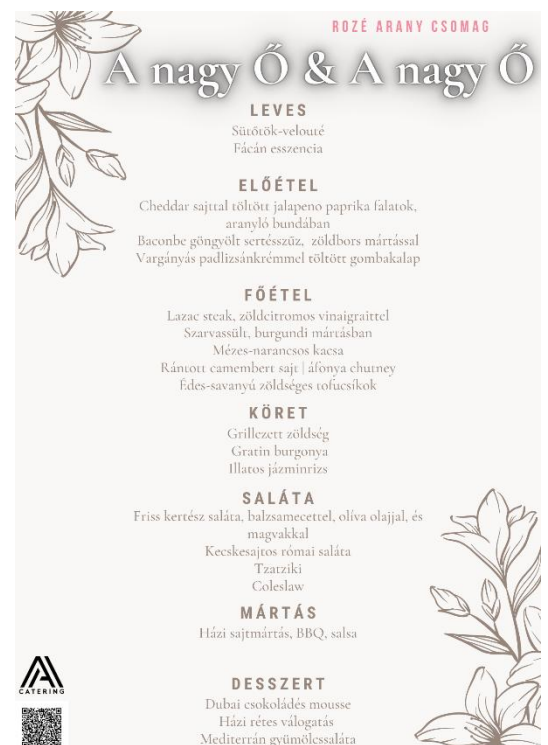 ROZÉ ARANY CSOMAG
A nagy Ő & A nagy Ő
LEVES
Sütőtök-velouté
Fácán esszencia
ELŐÉTEL
Cheddar sajttal töltött jalapeno paprika falatok,
aranyló bundában
Baconbe göngyölt sertésszűz, zöldbors mártással
Vargányás padlizsánkrémmel töltött gombakalap
FŐÉTEL
Lazac steak, zöldcitromos vinaigraittel
Szarvassült, burgundi mártásban
Mézes-narancsos kacsa
Rántott camembert sajt | áfonya chutney
Édes-savanyú zöldséges tofucsíkok
KÖRET
Grillezett zöldség
Gratin burgonya
Illatos jázminrizs
SALÁTA
Friss kertész saláta, balzsamecettel, olíva olajjal, és
magvakkal
Kecskesajtos római saláta
Tzatziki
Coleslaw
MÁRTÁS
Házi sajtmártás, BBQ, salsa
DESSZERT
Dubai csokoládés mousse
Házi rétes válogatás
Mediterrán gyümölcssaláta
CATERING